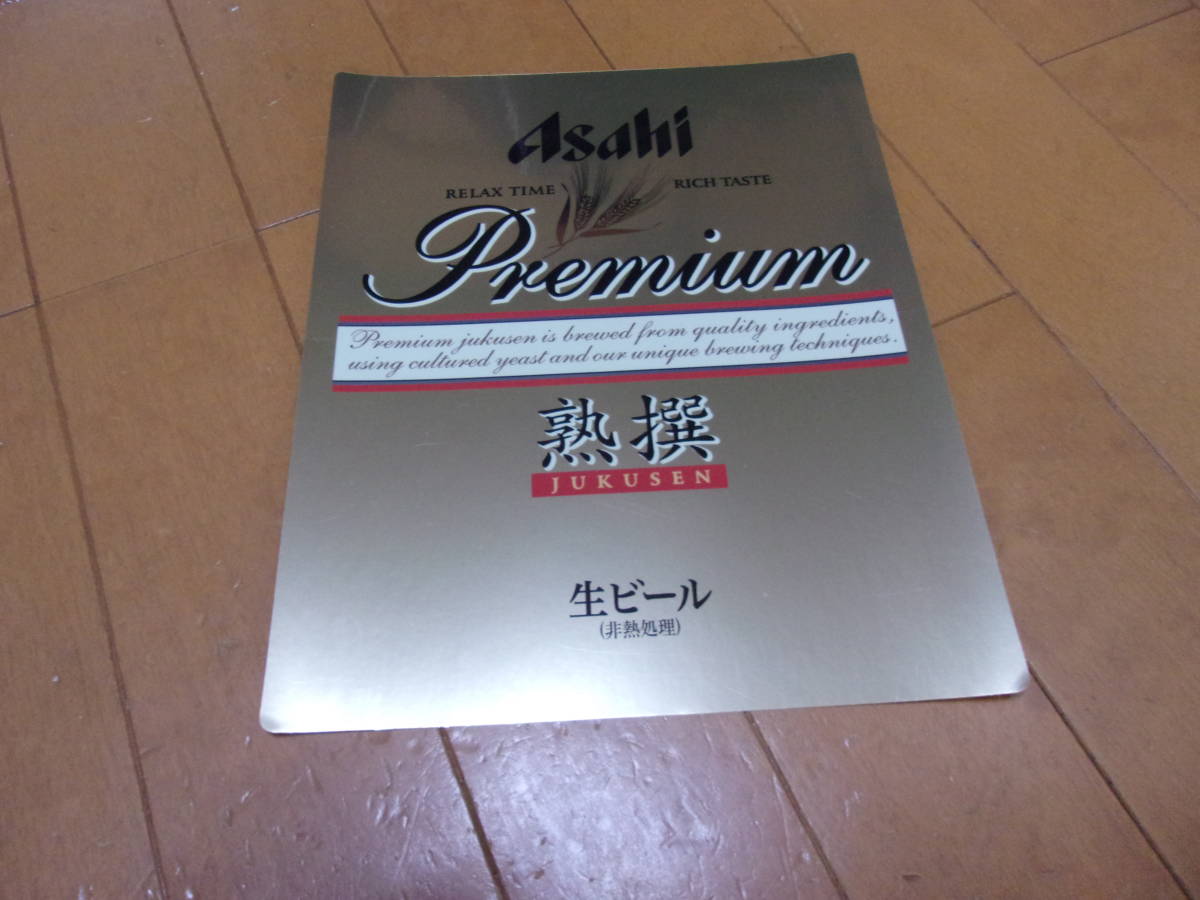 Asahi
RELAX TIME RICH TASTE
Premium
Premium jukusen is brewed from quality ingredients,
using cultured yeast and our unique brewing techniques.
熟撰
JUKUSEN
生ビール
(非熱処理)